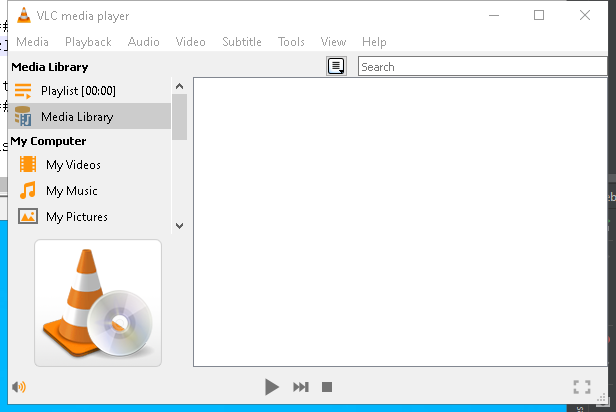 VLC media player
Media Playback Audio Video Subtitle Tools View Help
Media Library
Search
Playlist [00:00]
Media Library
My Computer
My Videos
My Music
My Pictures